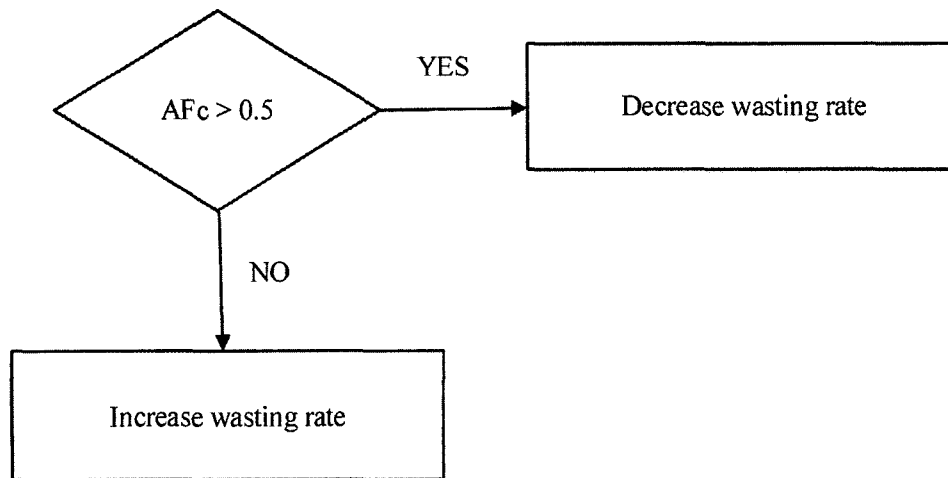 AFc > 0.5
YES
Decrease wasting rate
NO
Increase wasting rate